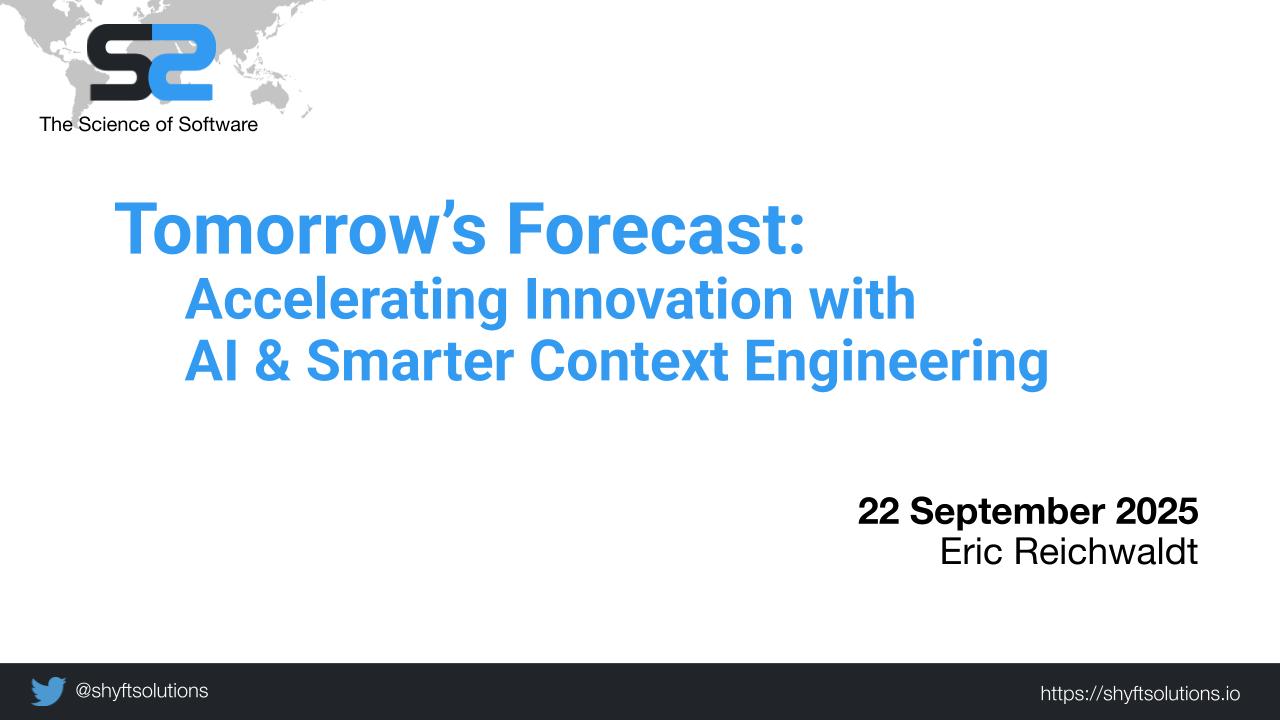 S2
The Science of Software
Tomorrow’s Forecast:
Accelerating Innovation with
AI & Smarter Context Engineering
22 September 2025
Eric Reichwaldt
@shyftsolutions
https://shyftsolutions.io